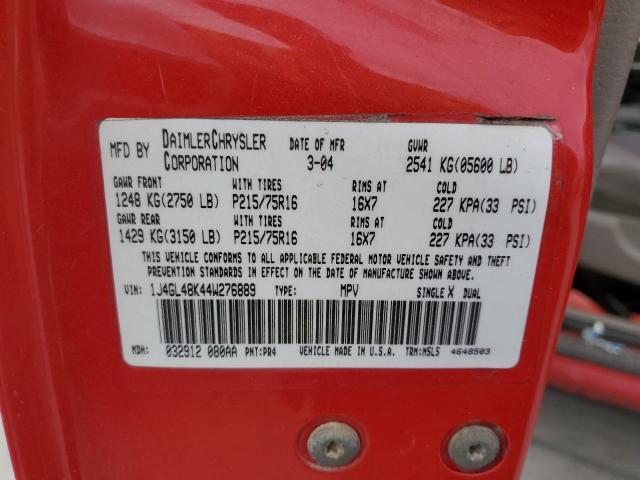 MFD BY DAIMLERCHRYSLER CORPORATION DATE OF MFR 3-04 GVWR 2541 KG(05600 LB)
GAWR FRONT WITH TIRES RIMS AT COLD
1248 KG(2750 LB) P215/75R16 16X7 227 KPA(33 PSI)
GAWR REAR WITH TIRES RIMS AT COLD
1429 KG(3150 LB) P215/75R16 16X7 227 KPA(33 PSI)
THIS VEHICLE CONFORMS TO ALL APPLICABLE FEDERAL MOTOR VEHICLE SAFETY AND THEFT
PREVENTION STANDARDS IN EFFECT ON THE DATE OF MANUFACTURE SHOWN ABOVE.
VIN: 1J4GL48K44W276889 TYPE: MPV SINGLE X DUAL
MDH: 032912 080AA PNT:PR4 VEHICLE MADE IN U.S.A. TRM:M5L5 4648503